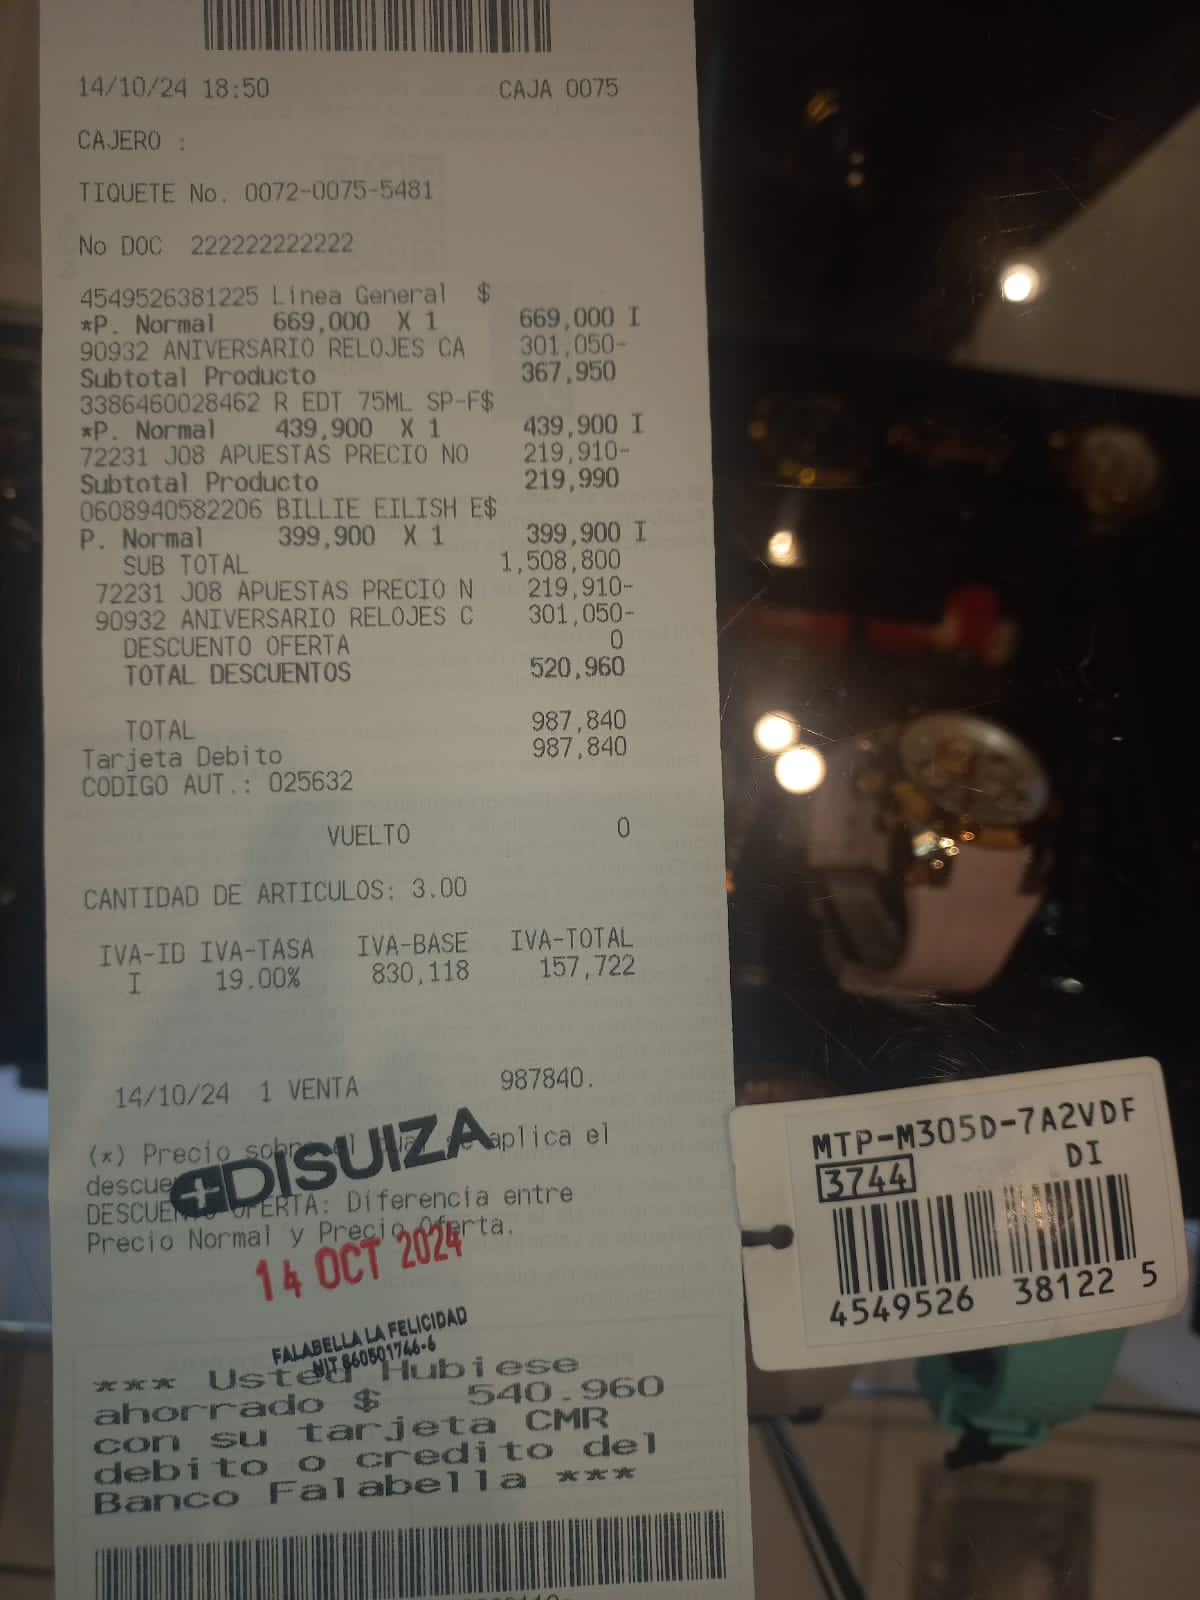 14/10/24 18:50 CAJA 0075
CAJERO :
TIQUETE No. 0072-0075-5481
No DOC 222222222222
4549526381225 Linea General $
*P. Normal 669,000 X 1 669,000 I
90932 ANIVERSARIO RELOJES CA 301,050-
Subtotal Producto 367,950
3386460028462 R EDT 75ML SP-F$
*P. Normal 439,900 X 1 439,900 I
72231 J08 APUESTAS PRECIO NO 219,910-
Subtotal Producto 219,990
0608940582206 BILLIE EILISH E$
P. Normal 399,900 X 1 399,900 I
SUB TOTAL 1,508,800
72231 J08 APUESTAS PRECIO N 219,910-
90932 ANIVERSARIO RELOJES C 301,050-
DESCUENTO OFERTA 0
TOTAL DESCUENTOS 520,960
TOTAL 987,840
Tarjeta Debito 987,840
CODIGO AUT.: 025632
VUELTO 0
CANTIDAD DE ARTICULOS: 3.00
IVA-ID IVA-TASA IVA-BASE IVA-TOTAL
I 19.00% 830,118 157,722
14/10/24 1 VENTA 987840.
(*) Precio aplica el
DISUIZA
DESCUENTO OFERTA: Diferencia entre
Precio Normal y Precio Oferta.
14 OCT 2024
FALABELLA LA FELICIDAD
NIT 860501746-6
*** Usted Hubiese
ahorrado $ 540.960
con su tarjeta CMR
debito o credito del
Banco Falabella ***
MTP-M305D-7A2VDF
DI
3744
4549526 38122 5